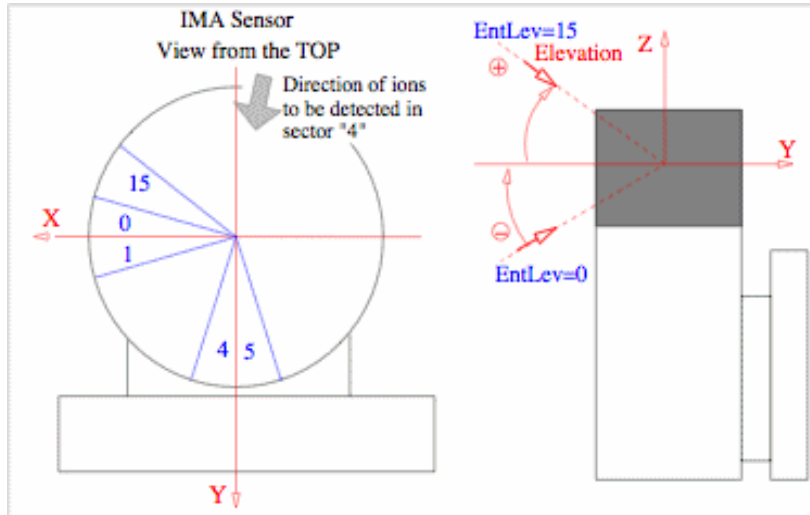 IMA Sensor
View from the TOP
Direction of ions
to be detected in
sector "4"
15
0
1
X
4 5
Y
EntLev=15
Elevation
Z
⊕
Y
⊖
EntLev=0